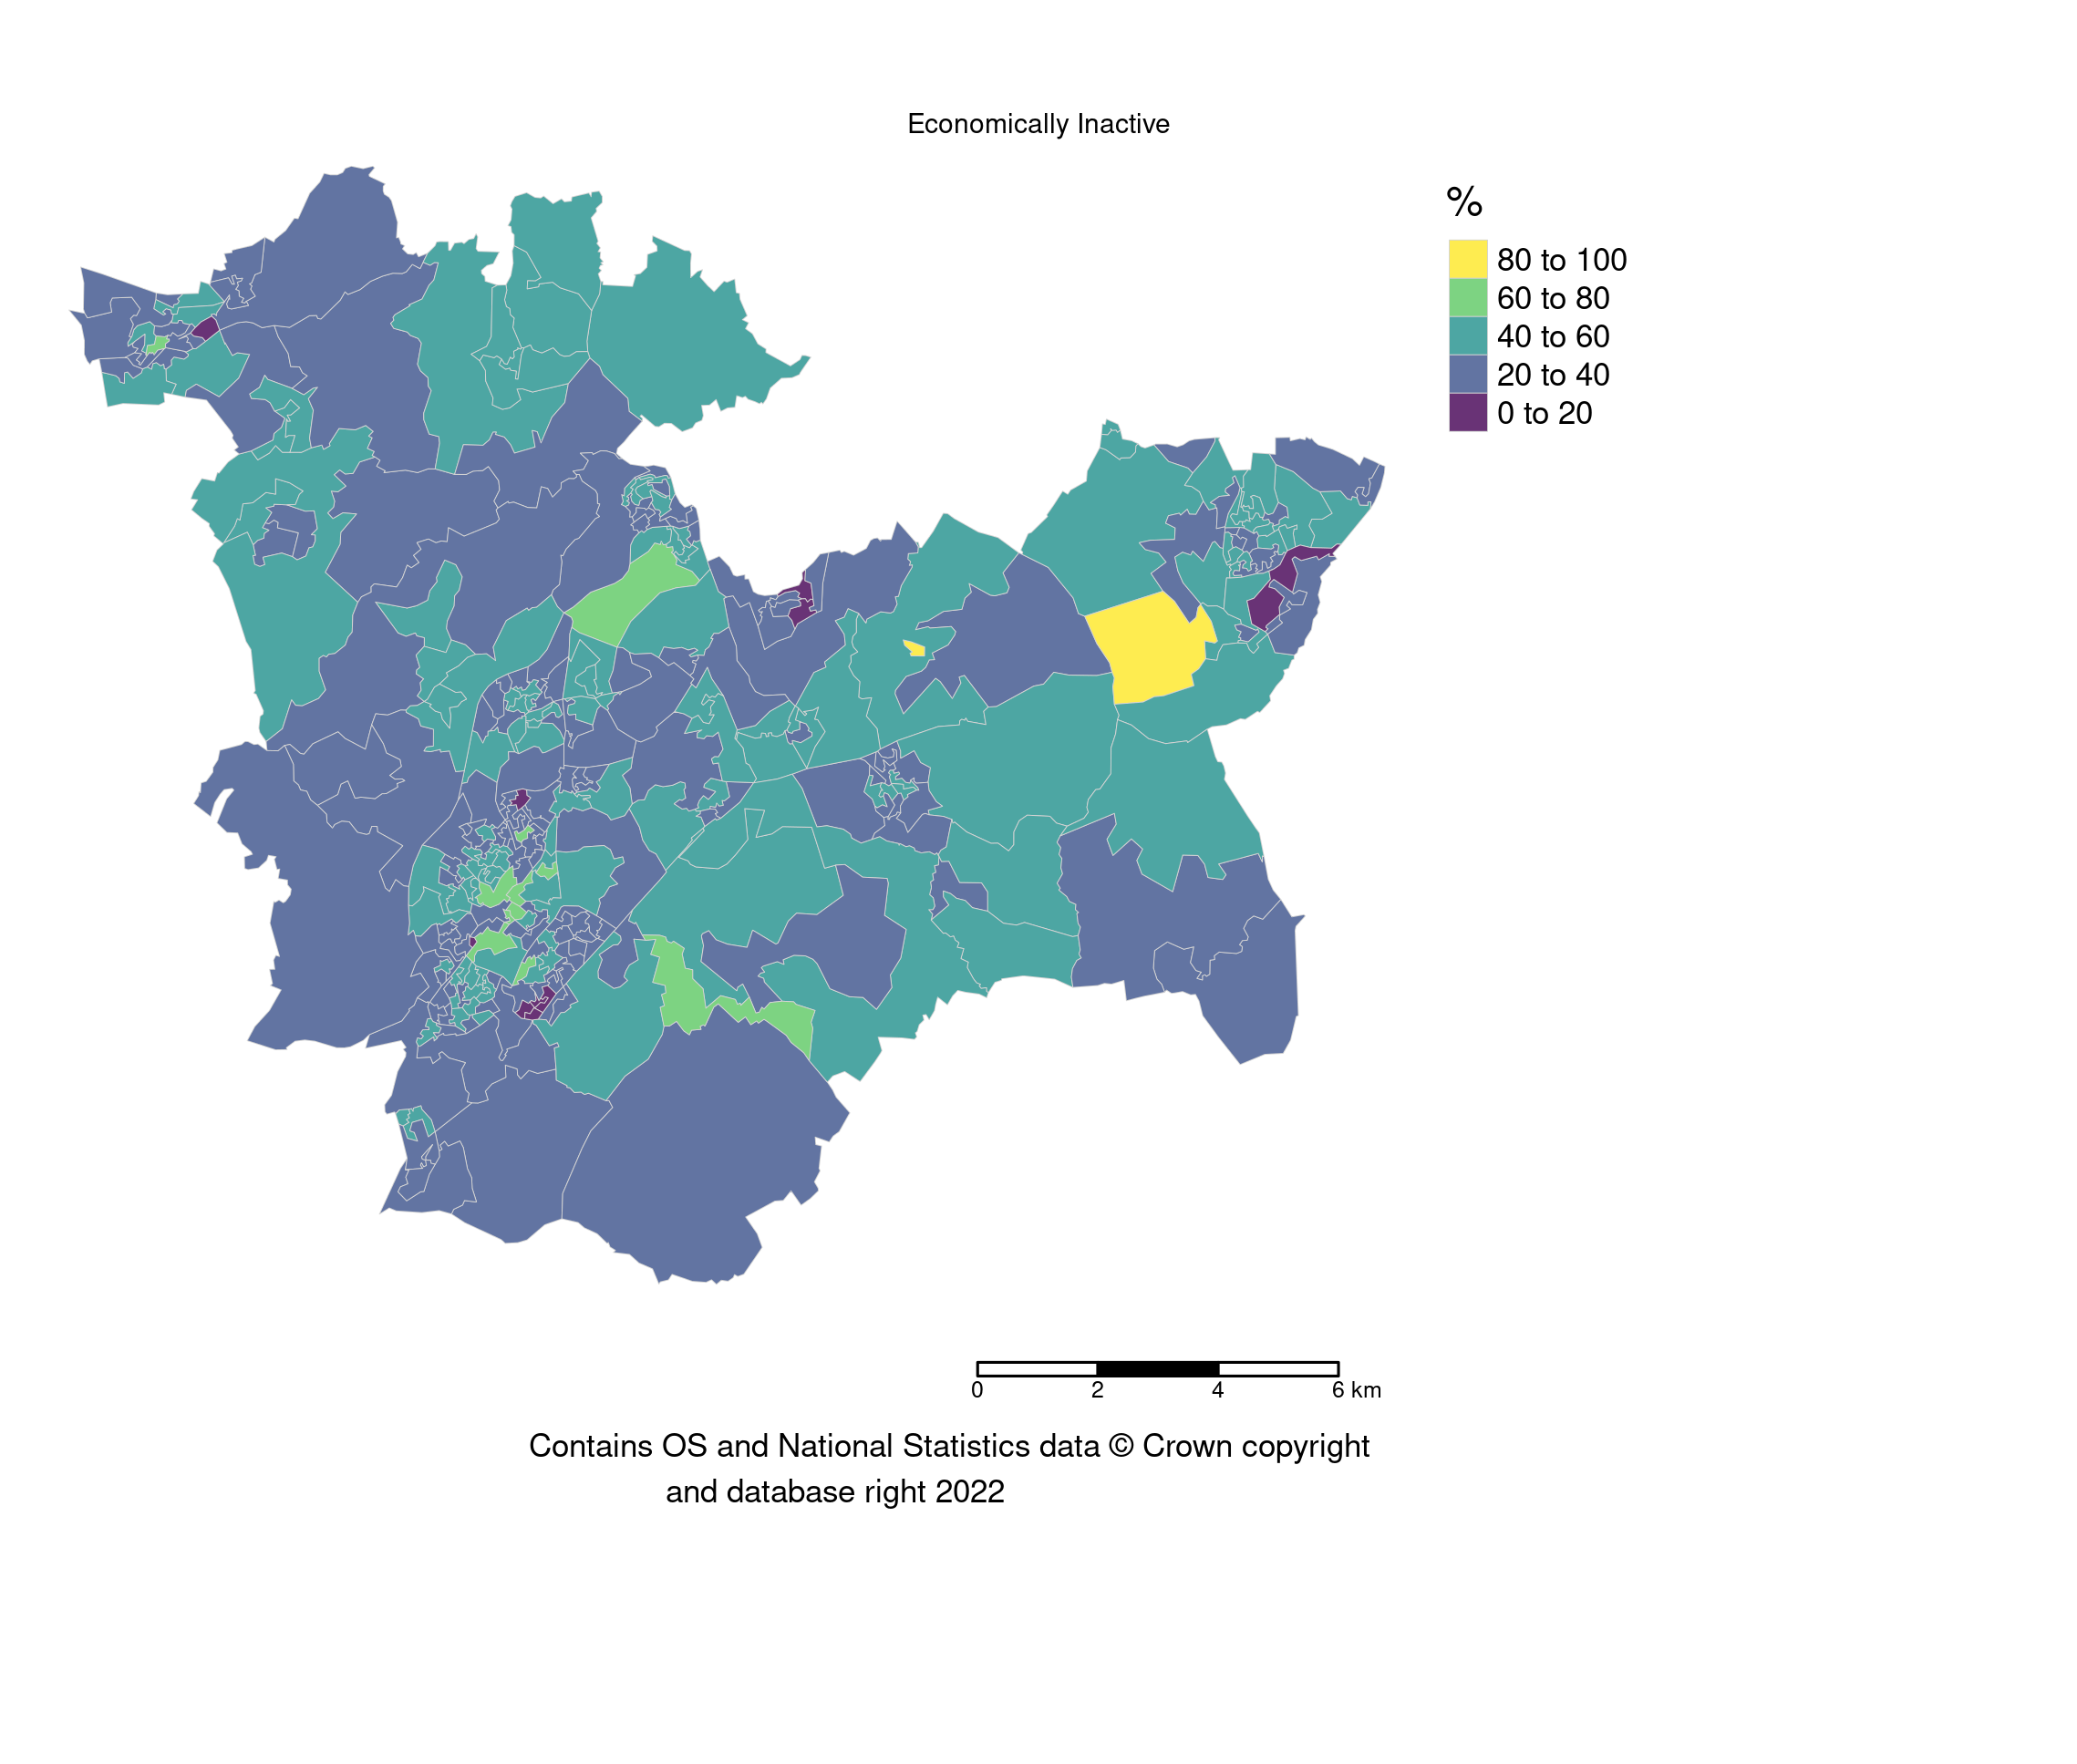 Economically Inactive
%
80 to 100
60 to 80
40 to 60
20 to 40
0 to 20
0 2 4 6 km
Contains OS and National Statistics data © Crown copyright
and database right 2022